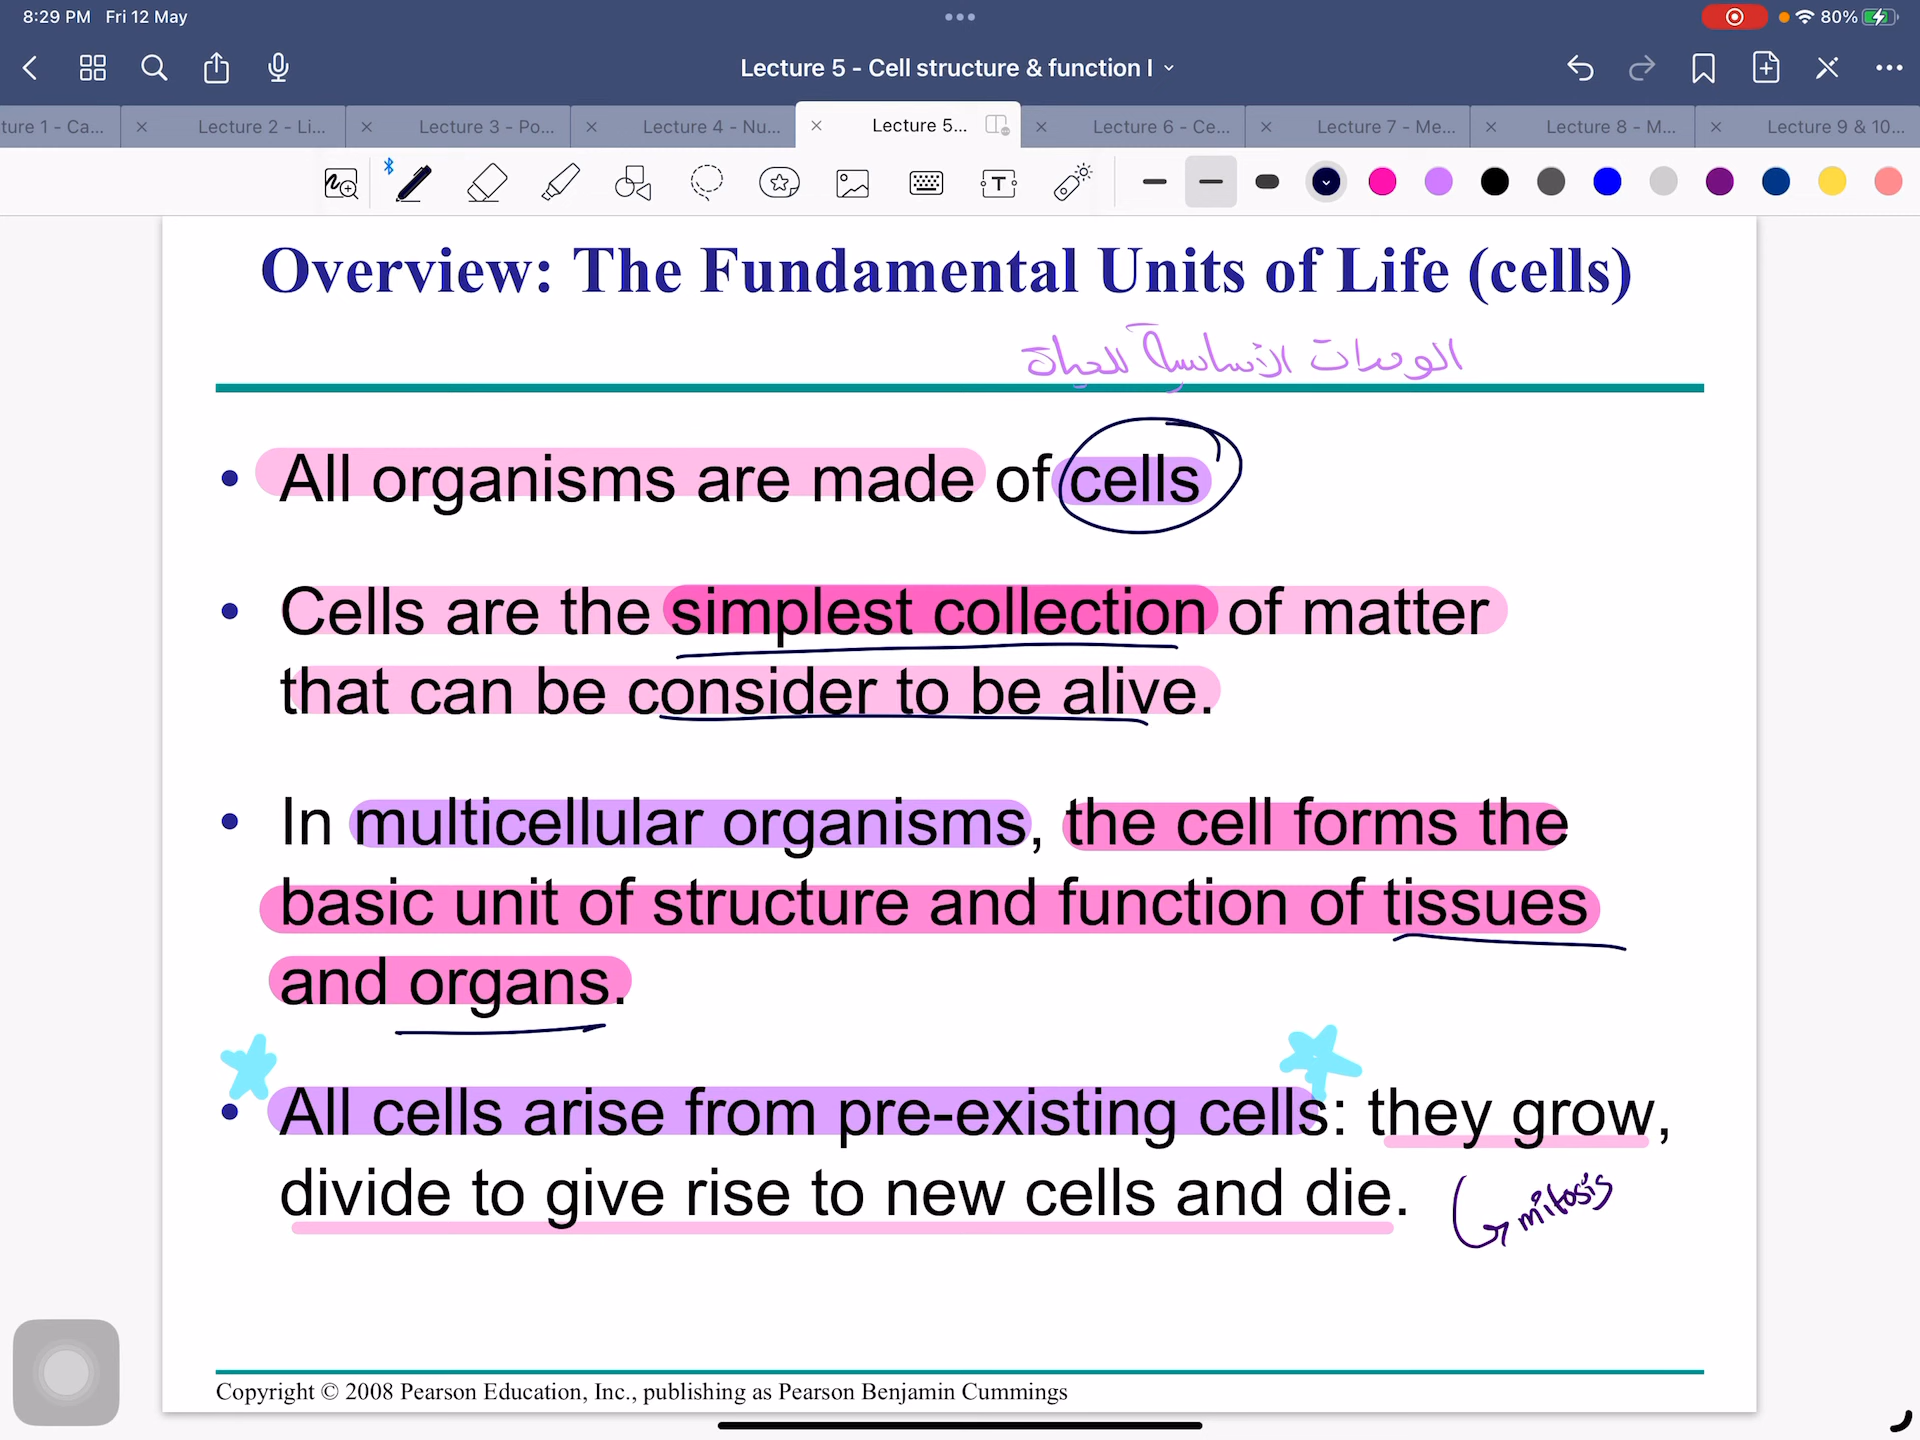 8:29 PM Fri 12 May
80%
Lecture 5 - Cell structure & function I
ture 1 - Ca...
Lecture 2 - Li...
Lecture 3 - Po...
Lecture 4 - Nu...
Lecture 5...
Lecture 6 - Ce...
Lecture 7 - Me...
Lecture 8 - M...
Lecture 9 & 10...
Overview: The Fundamental Units of Life (cells)
الوحدات الأساسية للحياة
• All organisms are made of cells
• Cells are the simplest collection of matter
that can be consider to be alive.
• In multicellular organisms, the cell forms the
basic unit of structure and function of tissues
and organs.
• All cells arise from pre-existing cells: they grow,
divide to give rise to new cells and die.
mitosis
Copyright © 2008 Pearson Education, Inc., publishing as Pearson Benjamin Cummings